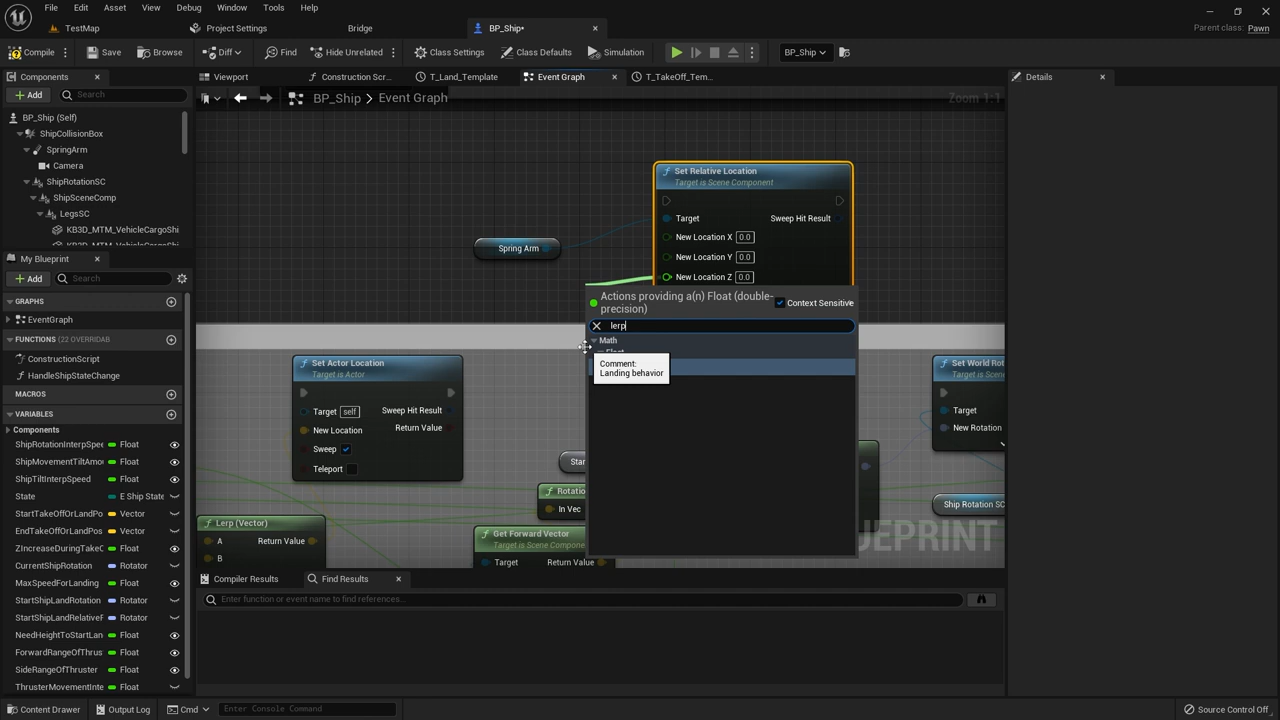 File Edit Asset View Debug Window Tools Help
TestMap Project Settings Bridge BP_Ship• Parent class: Pawn
Compile Save Browse Diff Find Hide Unrelated Class Settings Class Defaults Simulation BP_Ship
Components Viewport Construction Scr... T_Land_Template Event Graph T_TakeOff_Tem... Details
Add Search BP_Ship > Event Graph Zoom 1:1
BP_Ship (Self)
ShipCollisionBox
SpringArm
Camera
ShipRotationSC
ShipSceneComp
LegsSC
KB3D_MTM_VehicleCargoShi
My Blueprint
Add Search
GRAPHS
EventGraph
FUNCTIONS (22 OVERRIDAB
ConstructionScript
HandleShipStateChange
MACROS
VARIABLES
Components
ShipRotationInterpSpee Float
ShipMovementTiltAmo Float
ShipTiltInterpSpeed Float
State E Ship State
StartTakeOffOrLandPos Vector
EndTakeOffOrLandPos Vector
ZIncreaseDuringTakeO Float
CurrentShipRotation Rotator
MaxSpeedForLanding Float
StartShipLandRotation Rotator
StartShipLandRelativeR Rotator
NeedHeightToStartLan Float
ForwardRangeOfThrus Float
SideRangeOfThruster Float
ThrusterMovementInte Float
Set Relative Location
Target is Scene Component
Target Sweep Hit Result
New Location X 0.0
New Location Y 0.0
New Location Z 0.0
Spring Arm
Actions providing a(n) Float (double-
precision)
Context Sensitive
lerp
Math
Float
Comment:
Landing behavior
Set Actor Location
Target is Actor
Target self Sweep Hit Result
New Location Return Value
Sweep
Teleport
Lerp (Vector)
A Return Value
B
Star
Rotatio
In Vec
Get Forward Vector
Target is Scene Compone
Target Return Value
Set World Rot
Target is Scene
Target
New Rotation
Ship Rotation SC
UEPRINT
Compiler Results Find Results
Enter function or event name to find references...
Content Drawer Output Log Cmd Enter Console Command Source Control Off